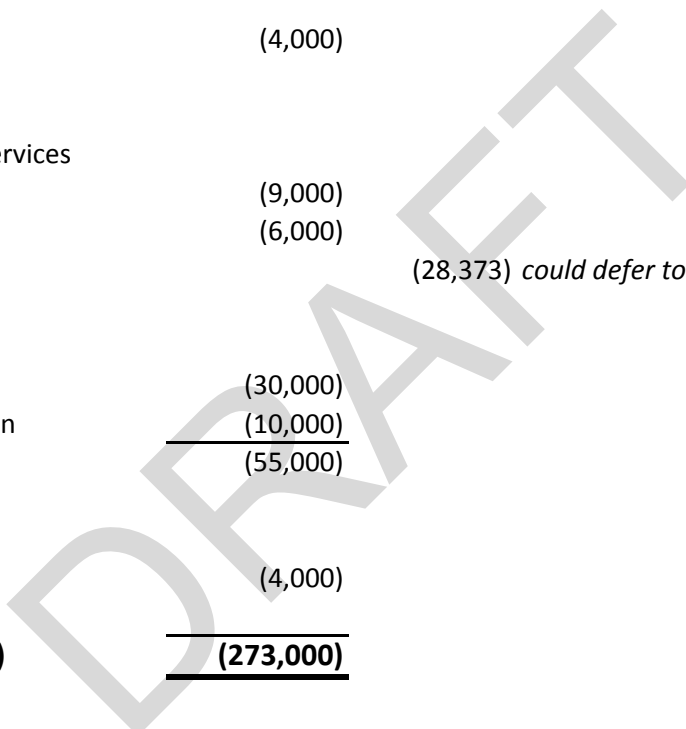 (4,000)
ervices
(9,000)
(6,000)
(28,373) could defer to
(30,000)
n (10,000)
(55,000)
(4,000)
) (273,000)
DRAFT